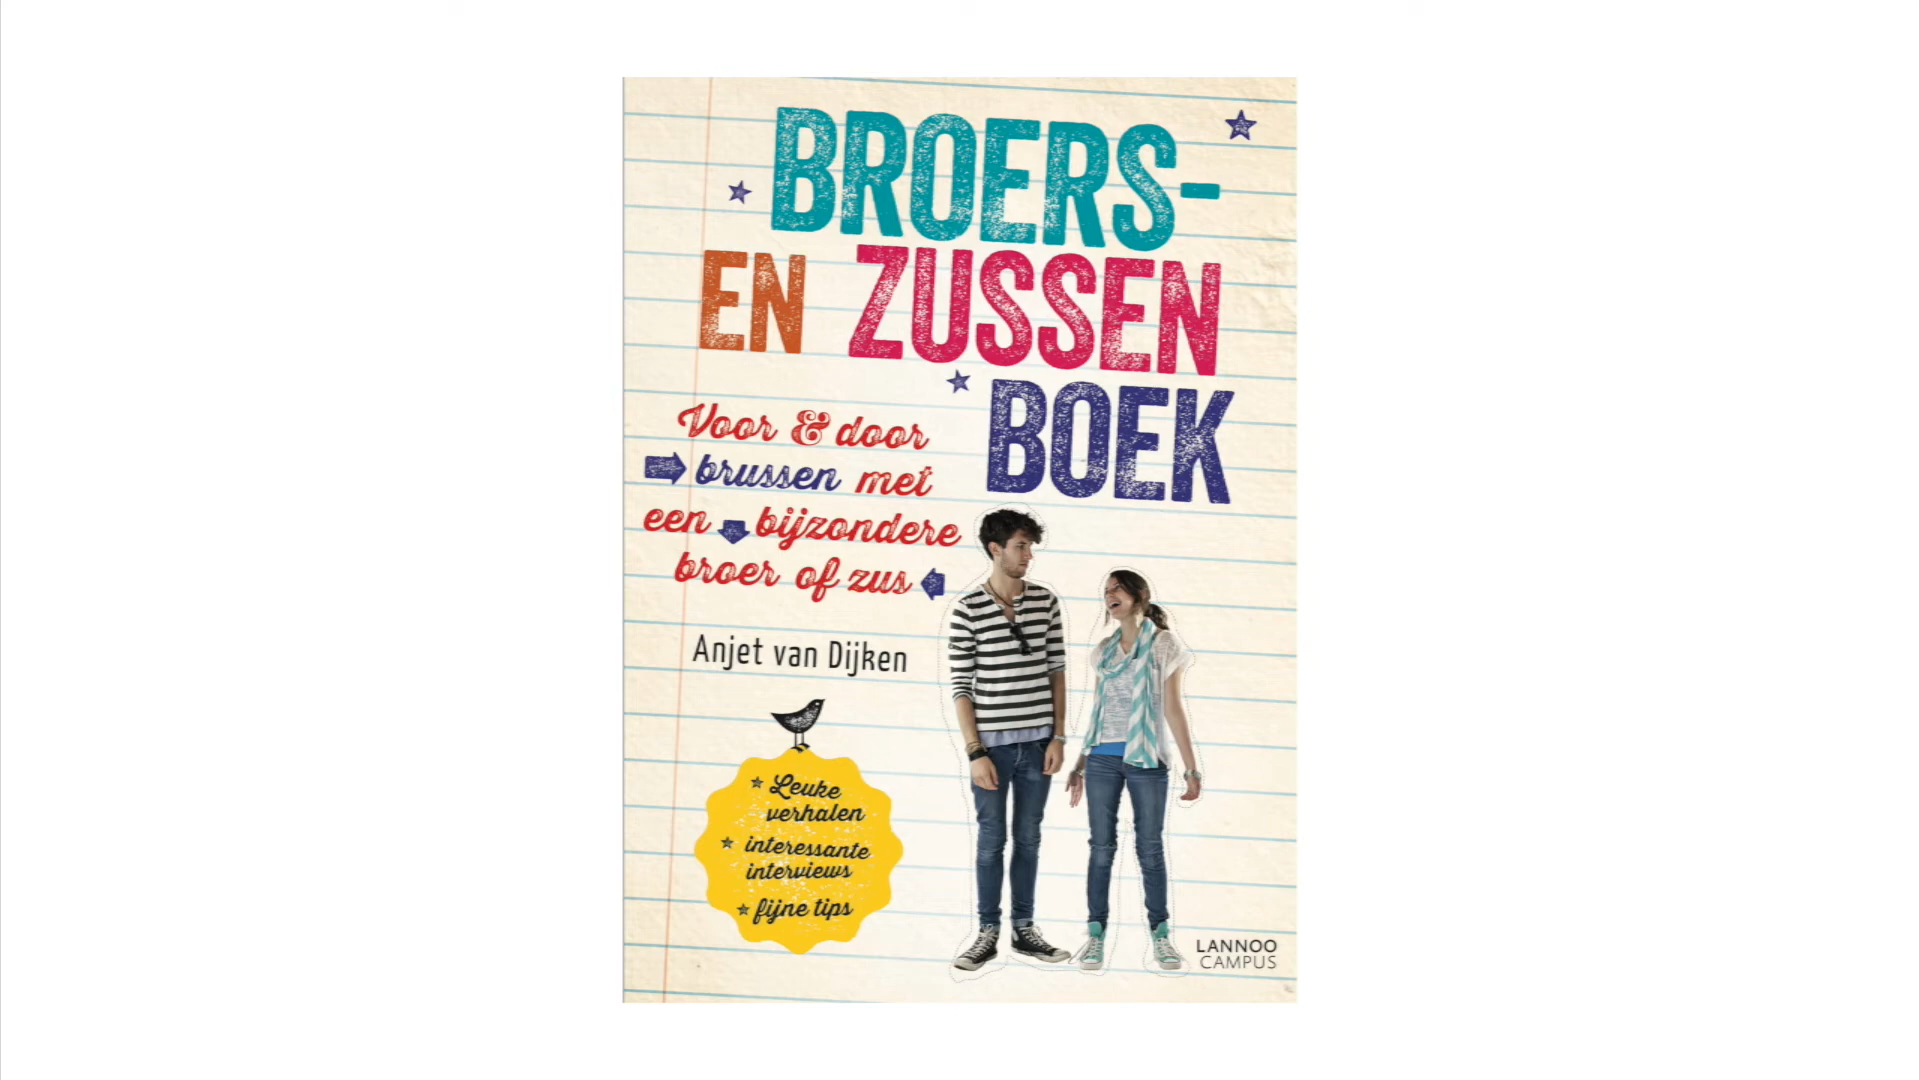 BROERS-
EN ZUSSEN
BOEK
Voor & door
brussen met
een bijzondere
broer of zus
Anjet van Dijken
Leuke
verhalen
interessante
interviews
fijne tips
LANNOO
CAMPUS